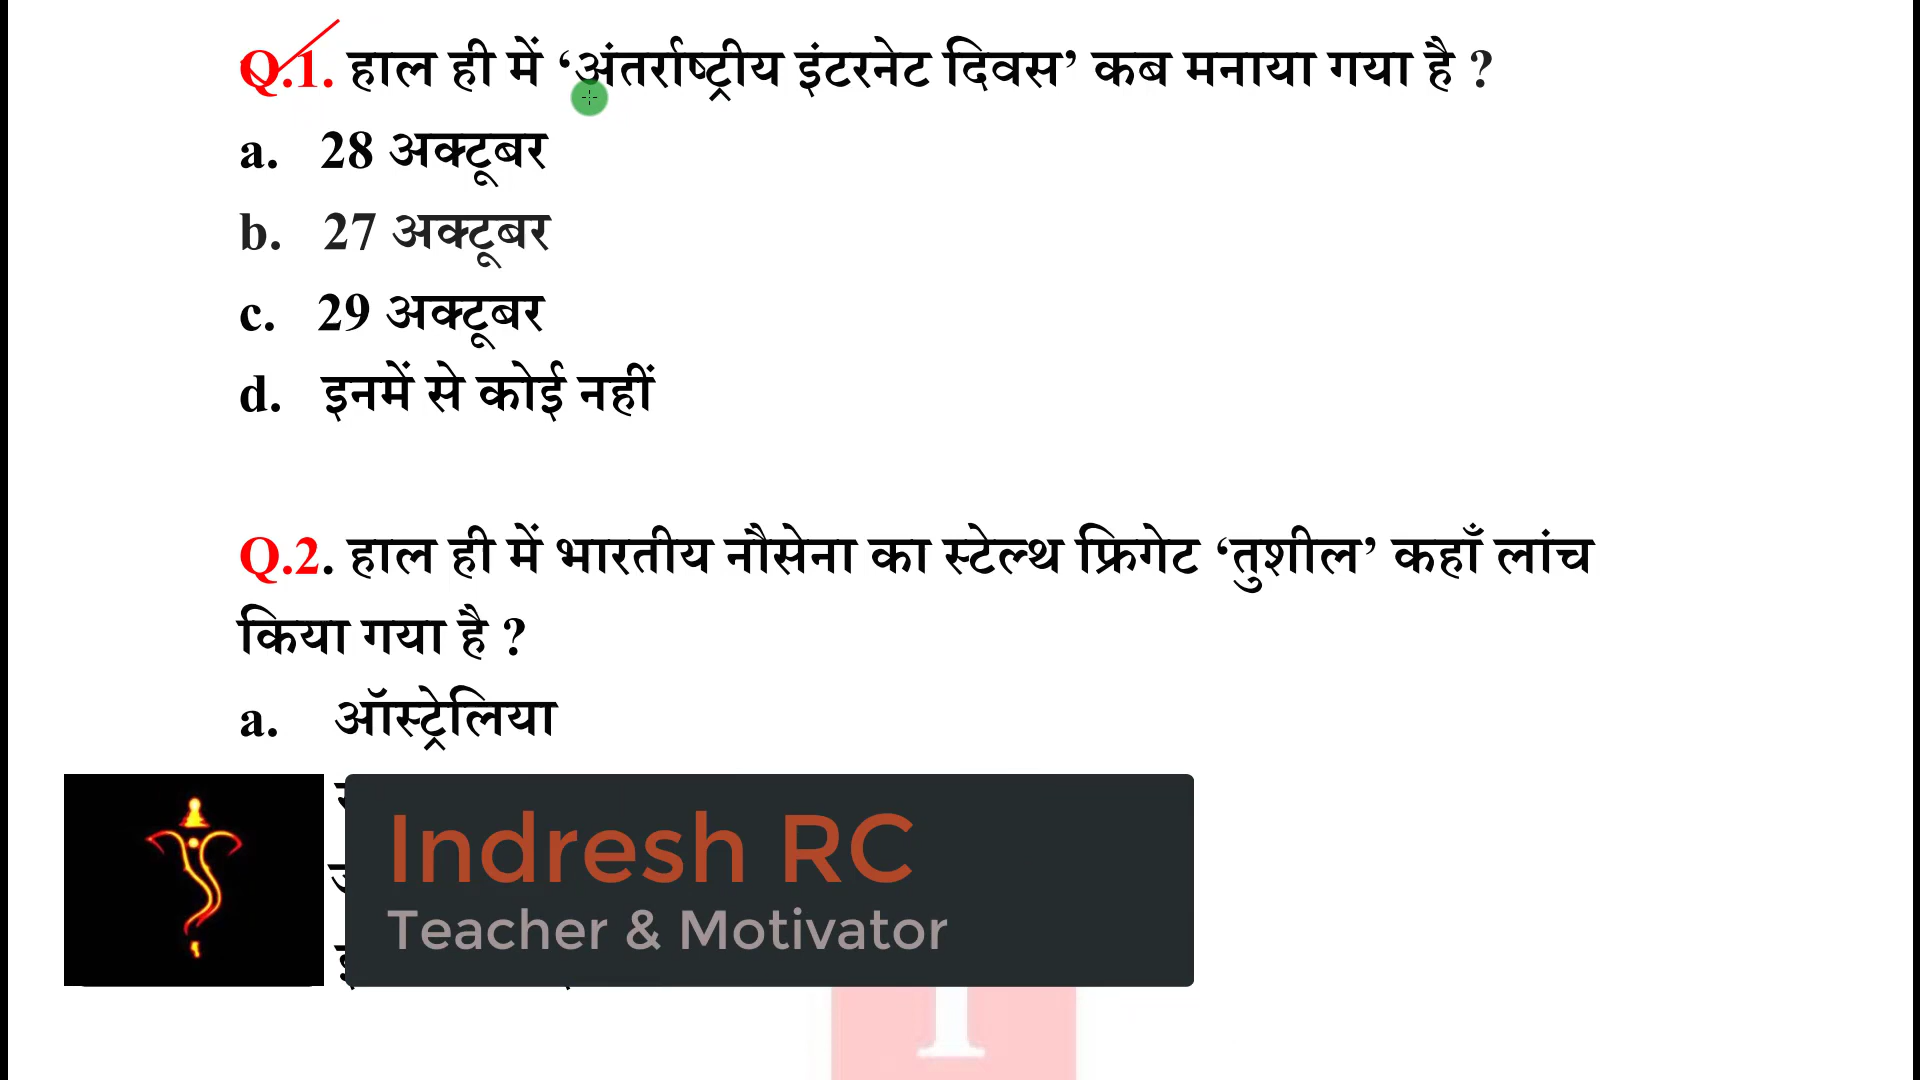 Q.1. हाल ही में ‘अंतर्राष्ट्रीय इंटरनेट दिवस’ कब मनाया गया है ?
a. 28 अक्टूबर
b. 27 अक्टूबर
c. 29 अक्टूबर
d. इनमें से कोई नहीं
Q.2. हाल ही में भारतीय नौसेना का स्टेल्थ फ्रिगेट ‘तुशील’ कहाँ लांच
किया गया है ?
a. ऑस्ट्रेलिया
Indresh RC
Teacher & Motivator